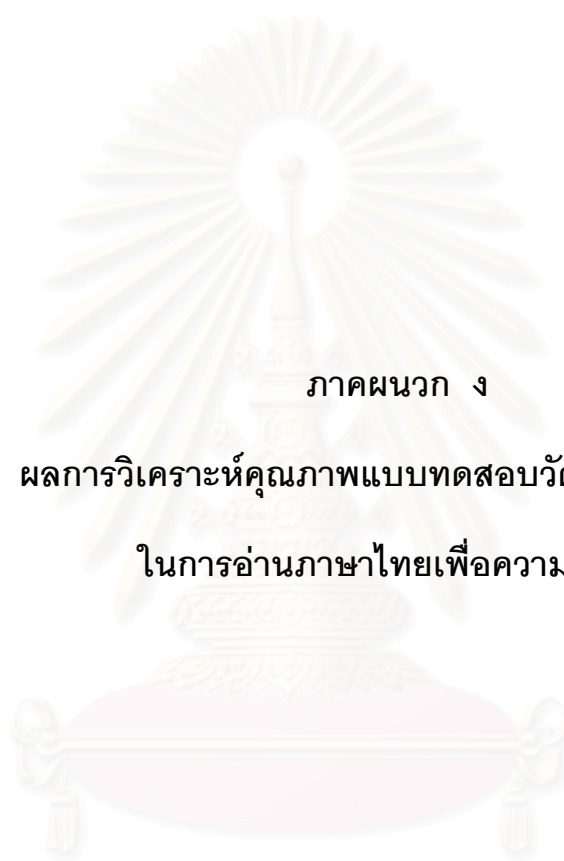 ภาคผนวก ง
ผลการวิเคราะห์คุณภาพแบบทดสอบวัด
ในการอ่านภาษาไทยเพื่อความ